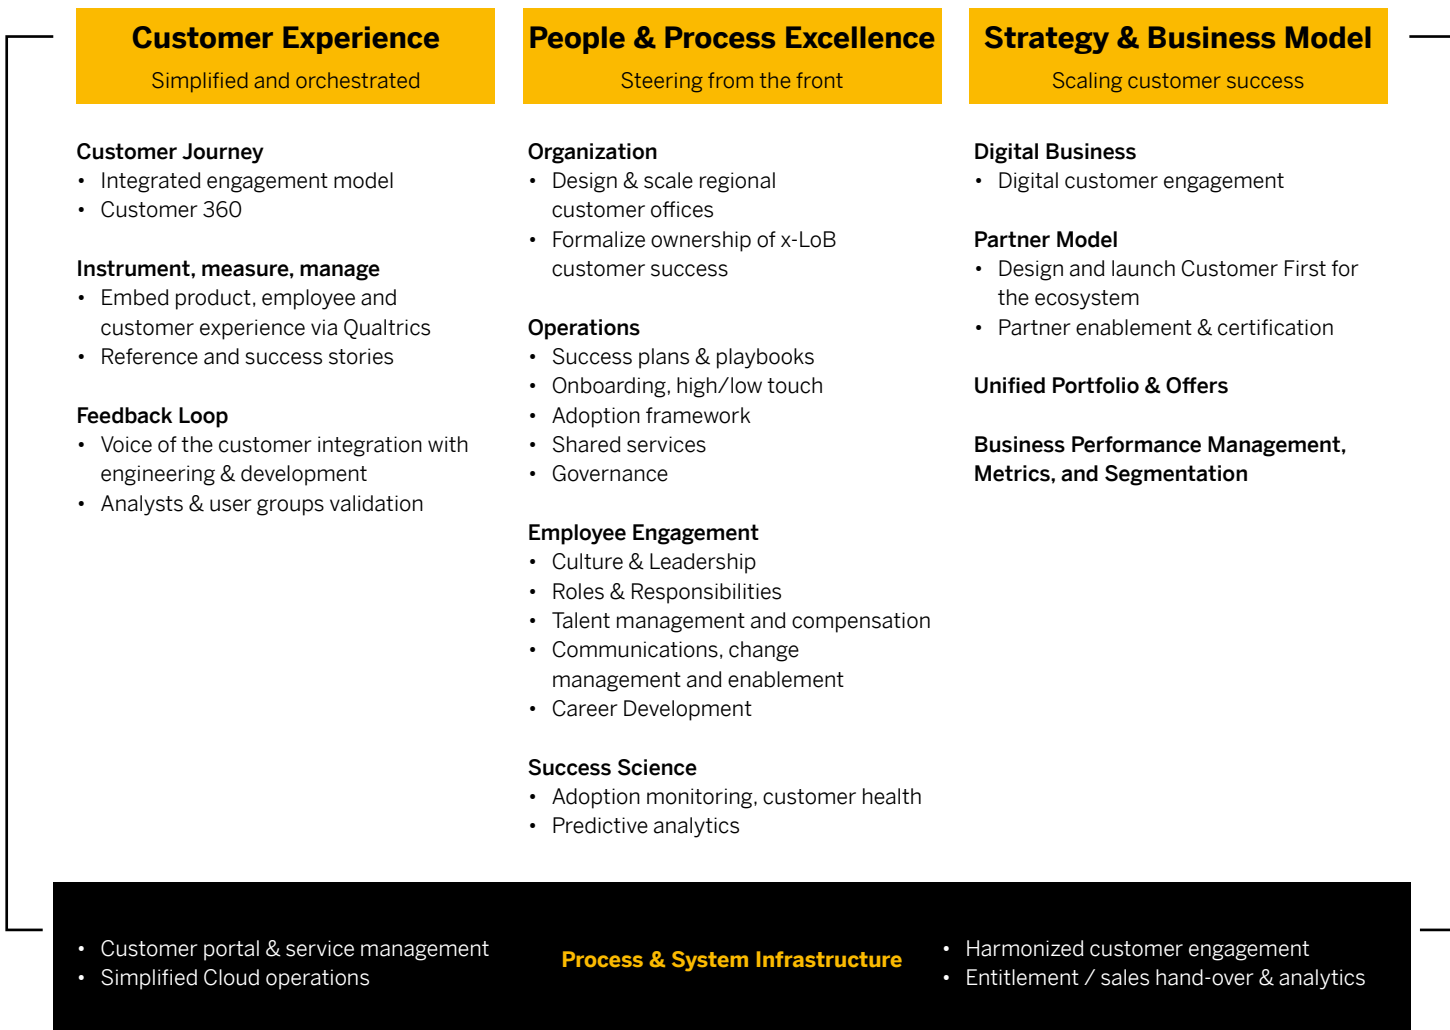 Customer Experience
Simplified and orchestrated
Customer Journey
• Integrated engagement model
• Customer 360
Instrument, measure, manage
• Embed product, employee and
customer experience via Qualtrics
• Reference and success stories
Feedback Loop
• Voice of the customer integration with
engineering & development
• Analysts & user groups validation
People & Process Excellence
Steering from the front
Organization
• Design & scale regional
customer offices
• Formalize ownership of x-LoB
customer success
Operations
• Success plans & playbooks
• Onboarding, high/low touch
• Adoption framework
• Shared services
• Governance
Employee Engagement
• Culture & Leadership
• Roles & Responsibilities
• Talent management and compensation
• Communications, change
management and enablement
• Career Development
Success Science
• Adoption monitoring, customer health
• Predictive analytics
Strategy & Business Model
Scaling customer success
Digital Business
• Digital customer engagement
Partner Model
• Design and launch Customer First for
the ecosystem
• Partner enablement & certification
Unified Portfolio & Offers
Business Performance Management,
Metrics, and Segmentation
• Customer portal & service management
• Simplified Cloud operations
Process & System Infrastructure
• Harmonized customer engagement
• Entitlement / sales hand-over & analytics